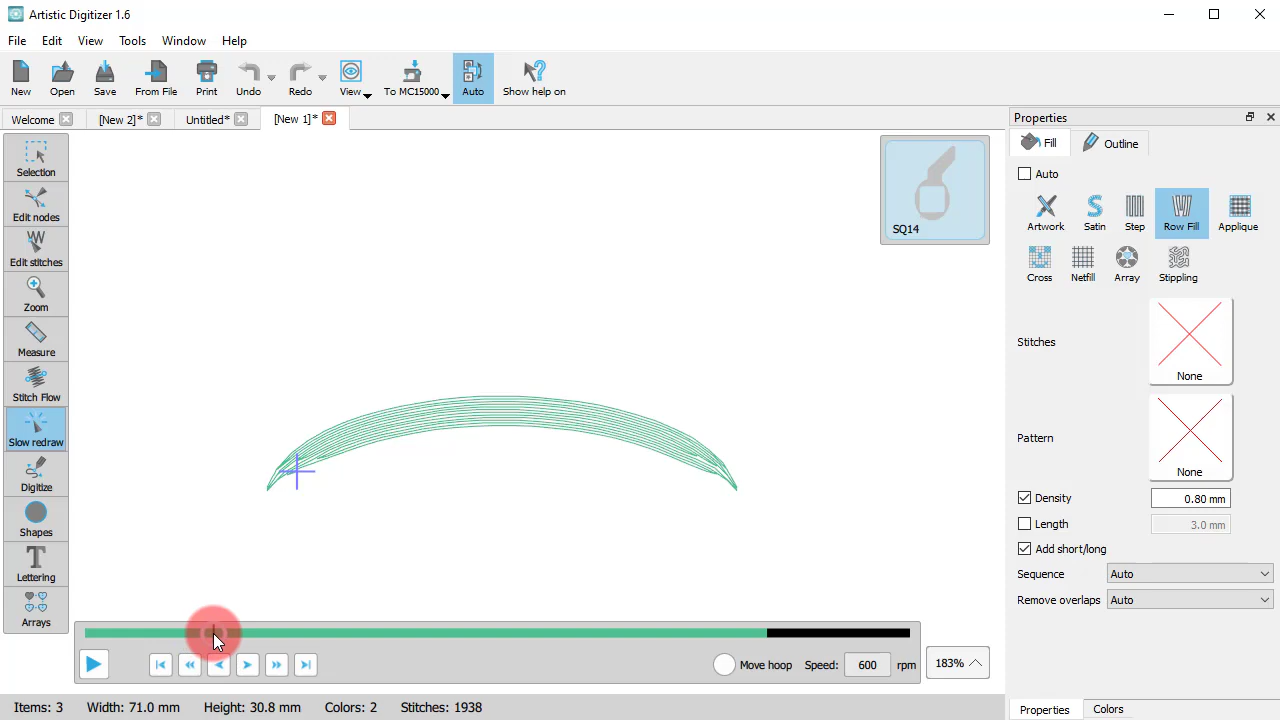 Artistic Digitizer 1.6
File Edit View Tools Window Help
New Open Save From File Print Undo Redo View To MC15000 Auto Show help on
Welcome [New 2]* Untitled* [New 1]*
Selection
Edit nodes
Edit stitches
Zoom
Measure
Stitch Flow
Slow redraw
Digitize
Shapes
Lettering
Arrays
SQ14
Move hoop Speed: 600 rpm 183%
Properties
Fill Outline
Auto
Artwork Satin Step Row Fill Applique
Cross Netfill Array Stippling
Stitches None
Pattern None
Density 0.80 mm
Length 3.0 mm
Add short/long
Sequence Auto
Remove overlaps Auto
Properties Colors
Items: 3 Width: 71.0 mm Height: 30.8 mm Colors: 2 Stitches: 1938